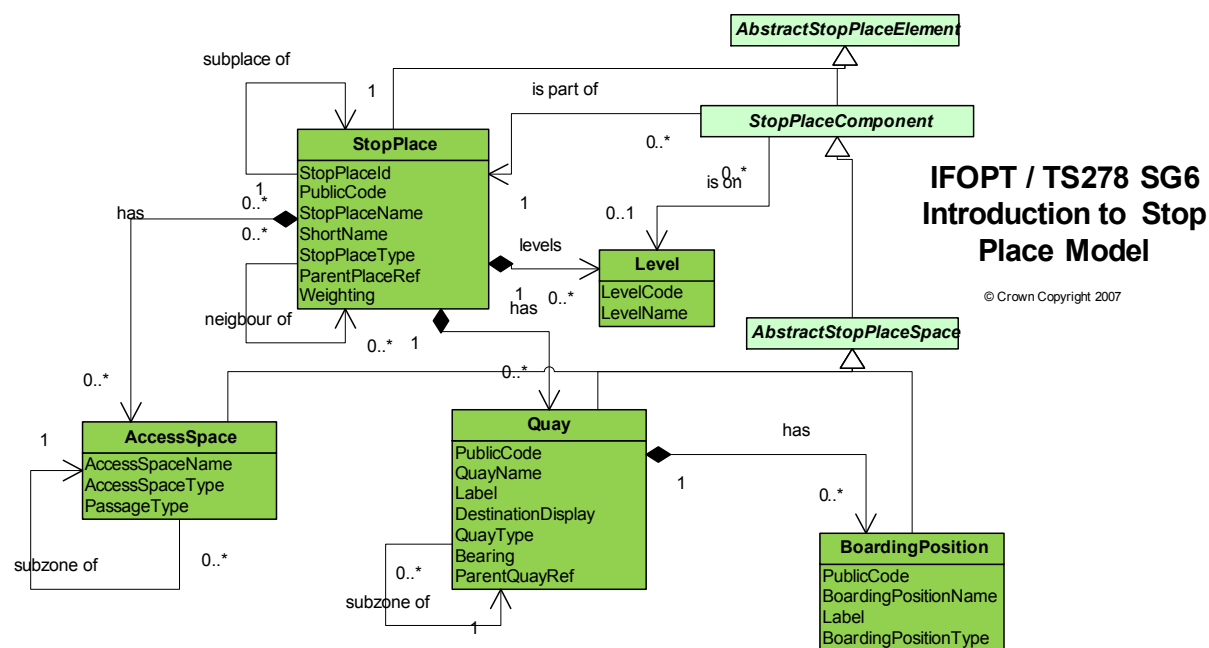 AbstractStopPlaceElement
subplace of
1
is part of
StopPlaceComponent
0..*
StopPlace
StopPlaceId
PublicCode
StopPlaceName
ShortName
StopPlaceType
ParentPlaceRef
Weighting
1
0..*
has
0..*
1
0..*
is on
0..1
IFOPT / TS278 SG6
Introduction to Stop
Place Model
© Crown Copyright 2007
levels
1
0..*
Level
LevelCode
LevelName
neigbour of
0..*
has
1
0..*
AbstractStopPlaceSpace
0..*
1
AccessSpace
AccessSpaceName
AccessSpaceType
PassageType
subzone of
0..*
Quay
PublicCode
QuayName
Label
DestinationDisplay
QuayType
Bearing
ParentQuayRef
0..*
subzone of
1
has
1
0..*
BoardingPosition
PublicCode
BoardingPositionName
Label
BoardingPositionType